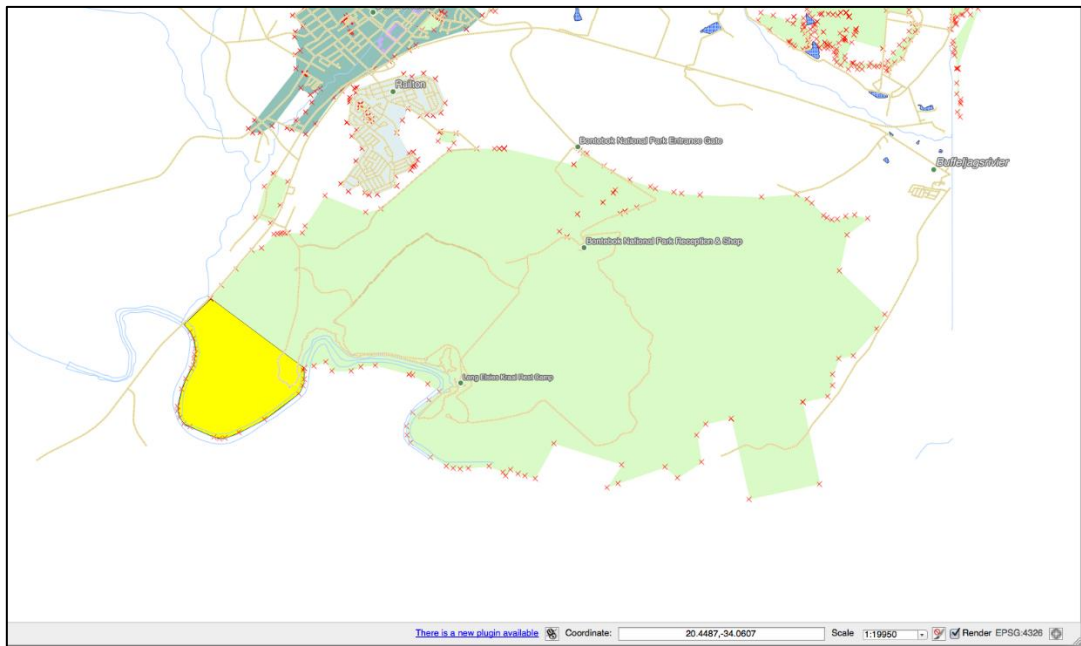 Railton
Bontebok National Park Entrance Gate
Buffeljagsrivier
Bontebok National Park Reception & Shop
Lang Elsies Kraal Rest Camp
There is a new plugin available Coordinate: 20.4487,-34.0607 Scale 1:19950 Render EPSG:4326